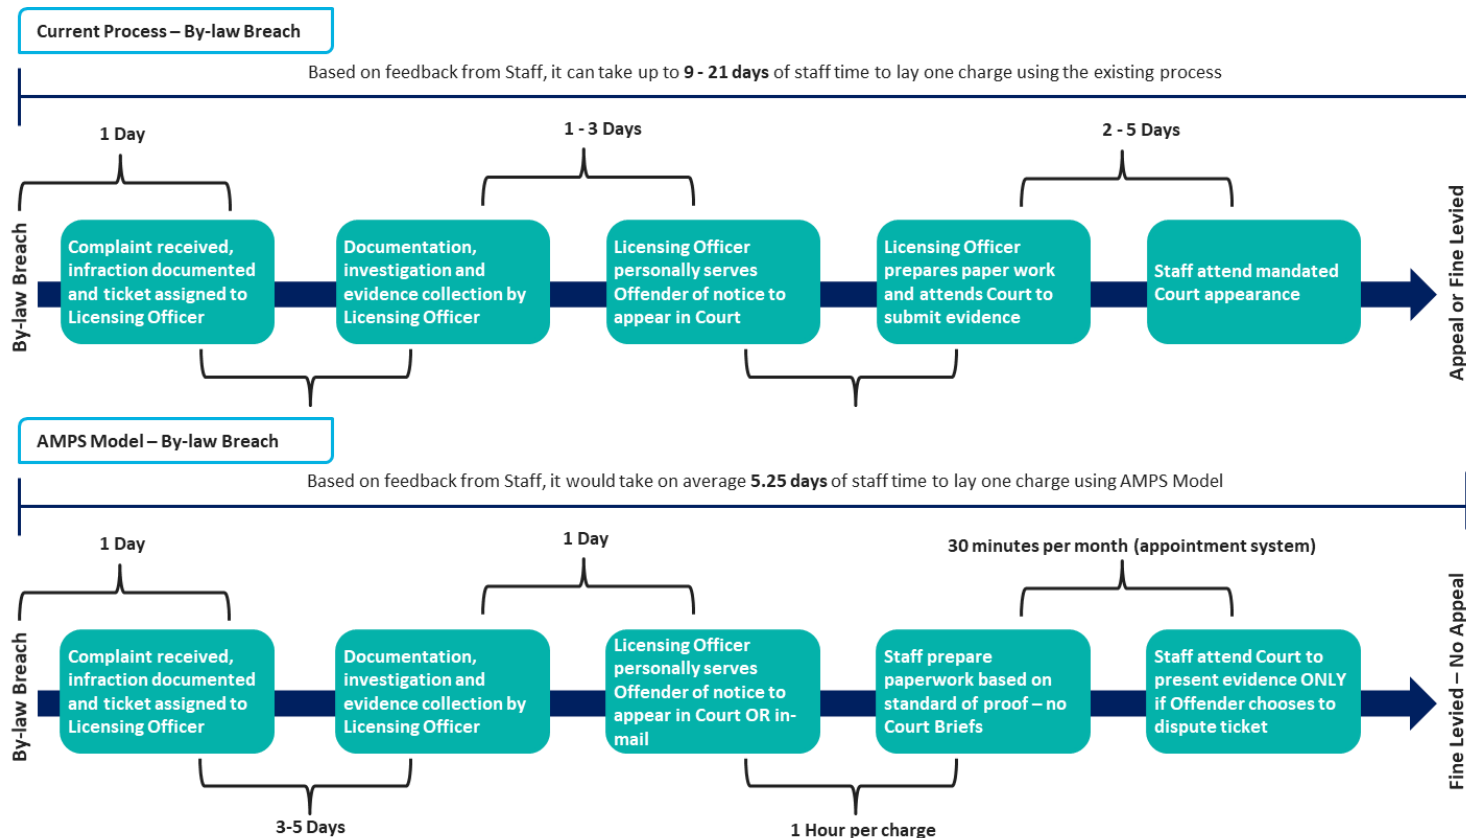 Current Process – By-law Breach
Based on feedback from Staff, it can take up to 9 - 21 days of staff time to lay one charge using the existing process
1 Day
1 - 3 Days
2 - 5 Days
By-law Breach
Complaint received,
infraction documented
and ticket assigned to
Licensing Officer
Documentation,
investigation and
evidence collection by
Licensing Officer
Licensing Officer
personally serves
Offender of notice to
appear in Court
Licensing Officer
prepares paper work
and attends Court to
submit evidence
Staff attend mandated
Court appearance
Appeal or Fine Levied
AMPS Model – By-law Breach
Based on feedback from Staff, it would take on average 5.25 days of staff time to lay one charge using AMPS Model
1 Day
1 Day
30 minutes per month (appointment system)
By-law Breach
Complaint received,
infraction documented
and ticket assigned to
Licensing Officer
Documentation,
investigation and
evidence collection by
Licensing Officer
Licensing Officer
personally serves
Offender of notice to
appear in Court OR in-
mail
Staff prepare
paperwork based on
standard of proof – no
Court Briefs
Staff attend Court to
present evidence ONLY
if Offender chooses to
dispute ticket
Fine Levied – No Appeal
3-5 Days
1 Hour per charge